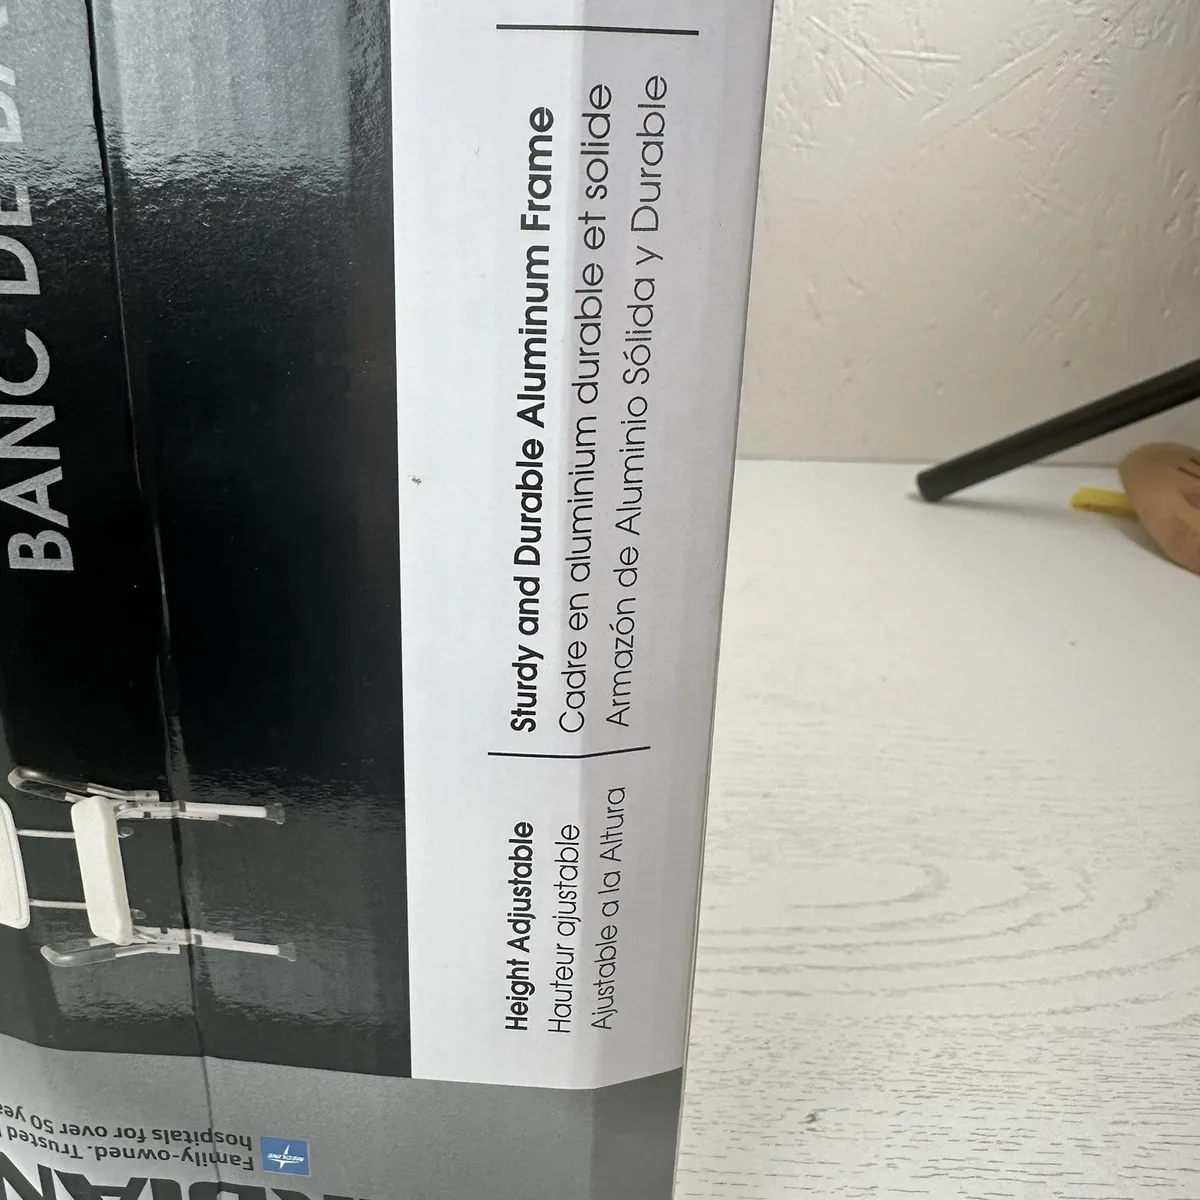 BANC DE
Height Adjustable
Hauteur ajustable
Ajustable a la Altura
Sturdy and Durable Aluminum Frame
Cadre en aluminium durable et solide
Armazón de Aluminio Sólida y Durable
MEDLINE
Family-owned. Trusted
hospitals for over 50